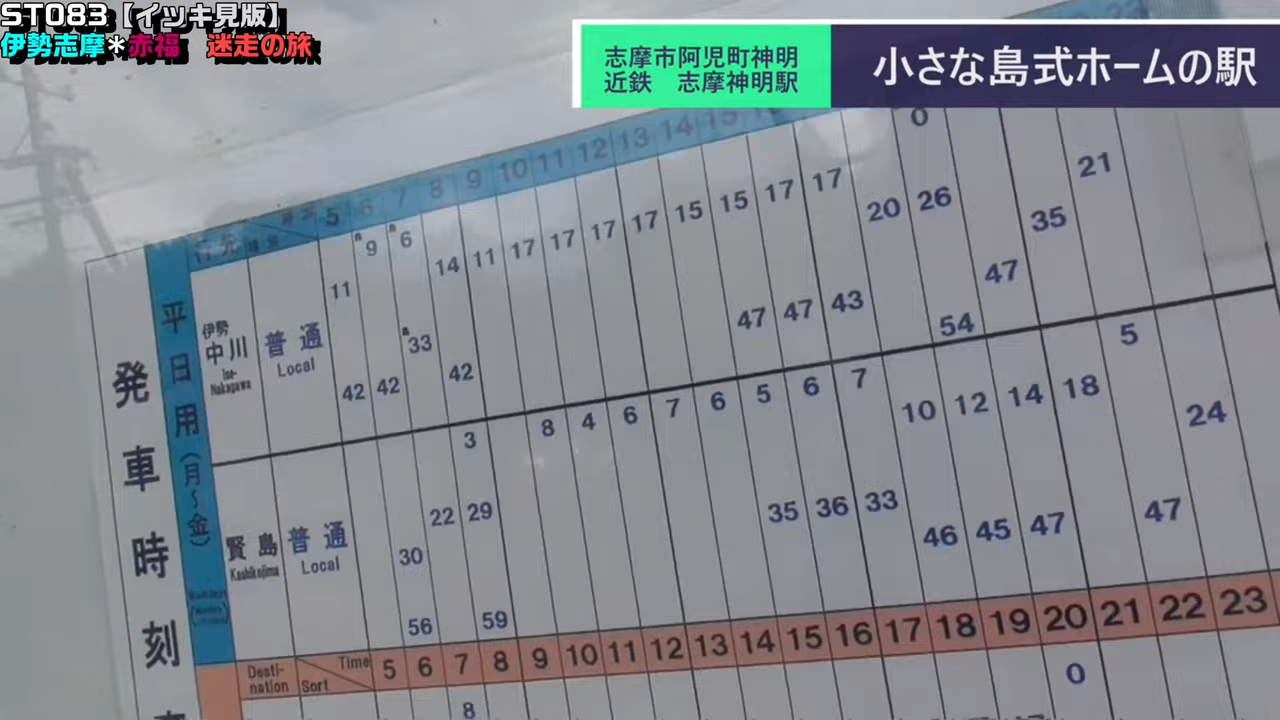 ST083【イッキ見版】
伊勢志摩*赤福 迷走の旅
志摩市阿児町神明
近鉄 志摩神明駅
小さな島式ホームの駅
発車時刻
平日用(月~金)
行先 5 6 7 8 9 10 11 12 13 14 15
伊勢中川
Ise-Nakagawa
普通
Local
0
9 6 14 11 17 17 17 17 15 15 17 17 20 26 35 21
11 33 47 47 43 47
42 42 42 54
賢島
Kashikojima
普通
Local
3 8 4 6 7 6 5 6 7 10 12 14 18 5
22 29 35 36 33 46 45 47 47 24
30
56 59
Destination
Time
Sort
5 6 7 8 9 10 11 12 13 14 15 16 17 18 19 20 21 22 23
8 0